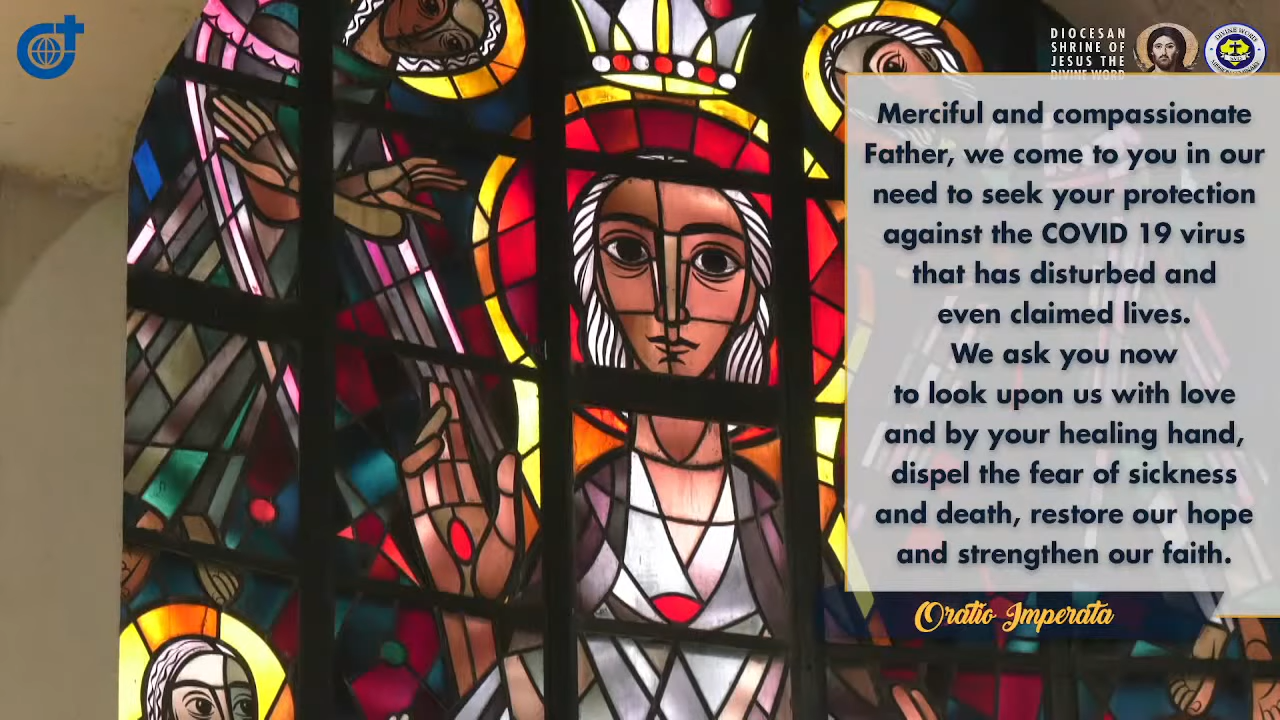 DIOCESAN
SHRINE OF
JESUS THE
DIVINE WORD
Merciful and compassionate
Father, we come to you in our
need to seek your protection
against the COVID 19 virus
that has disturbed and
even claimed lives.
We ask you now
to look upon us with love
and by your healing hand,
dispel the fear of sickness
and death, restore our hope
and strengthen our faith.
Oratio Imperata